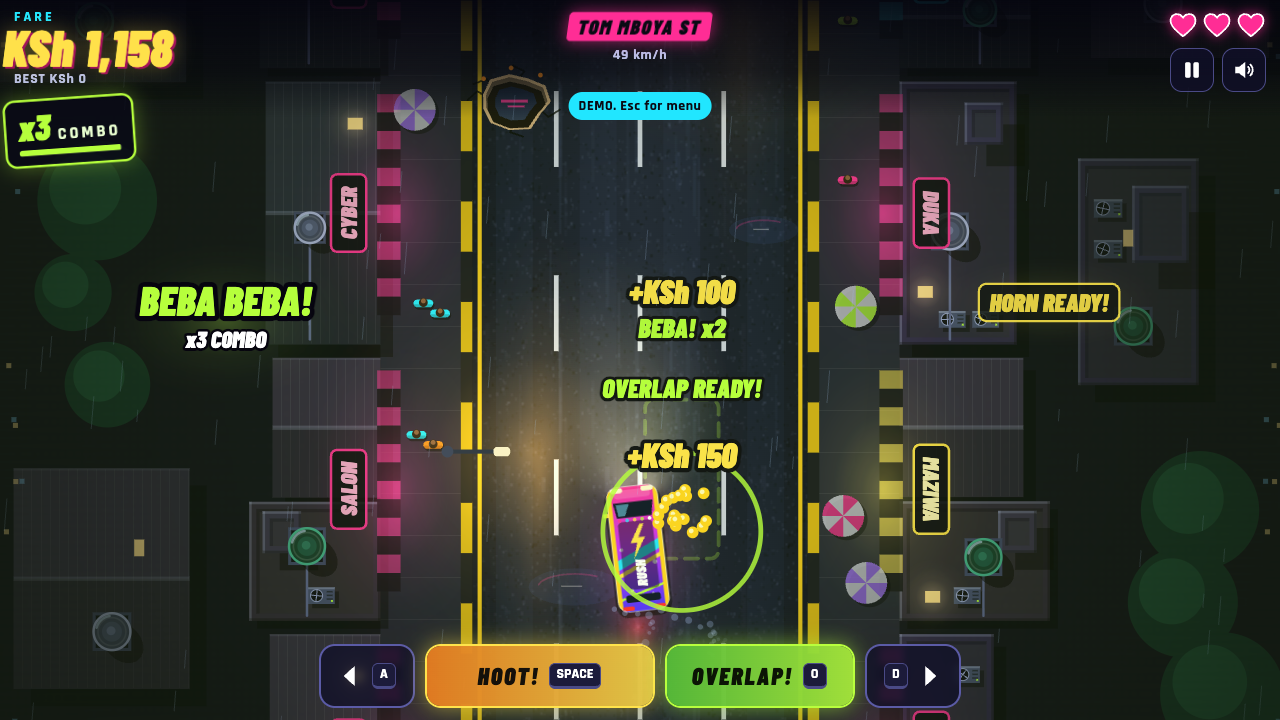 FARE
KSh 1,158
BEST KSh 0
x3 COMBO
TOM MBOYA ST
49 km/h
DEMO. Esc for menu
CYBER
DUKA
BEBA BEBA!
x3 COMBO
+KSh 100
BEBA! x2
HORN READY!
OVERLAP READY!
+KSh 150
SALON
MAZIWA
RUSH
A
HOOT! SPACE
OVERLAP! O
D